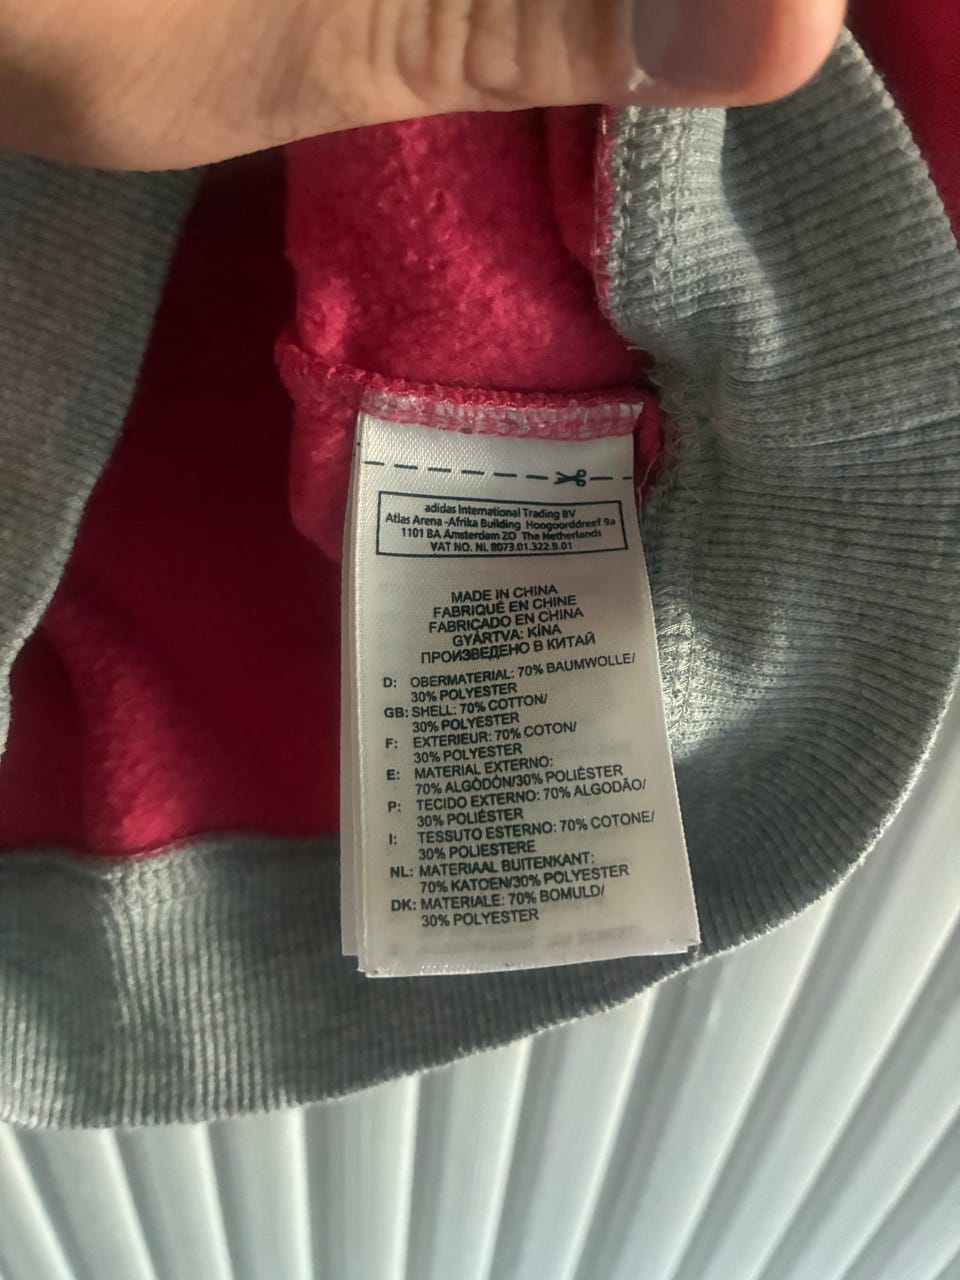 adidas International Trading BV
Atlas Arena -Afrika Building Hoogoorddreef 9a
1101 BA Amsterdam ZO The Netherlands
VAT NO. NL 8073.01.322.B.01
MADE IN CHINA
FABRIQUÉ EN CHINE
FABRICADO EN CHINA
GYÁRTVA: KÍNA
ПРОИЗВЕДЕНО В КИТАЙ
D: OBERMATERIAL: 70% BAUMWOLLE/
30% POLYESTER
GB: SHELL: 70% COTTON/
30% POLYESTER
F: EXTERIEUR: 70% COTON/
30% POLYESTER
E: MATERIAL EXTERNO:
70% ALGODÓN/30% POLIÉSTER
P: TECIDO EXTERNO: 70% ALGODÃO/
30% POLIÉSTER
I: TESSUTO ESTERNO: 70% COTONE/
30% POLIESTERE
NL: MATERIAAL BUITENKANT:
70% KATOEN/30% POLYESTER
DK: MATERIALE: 70% BOMULD/
30% POLYESTER